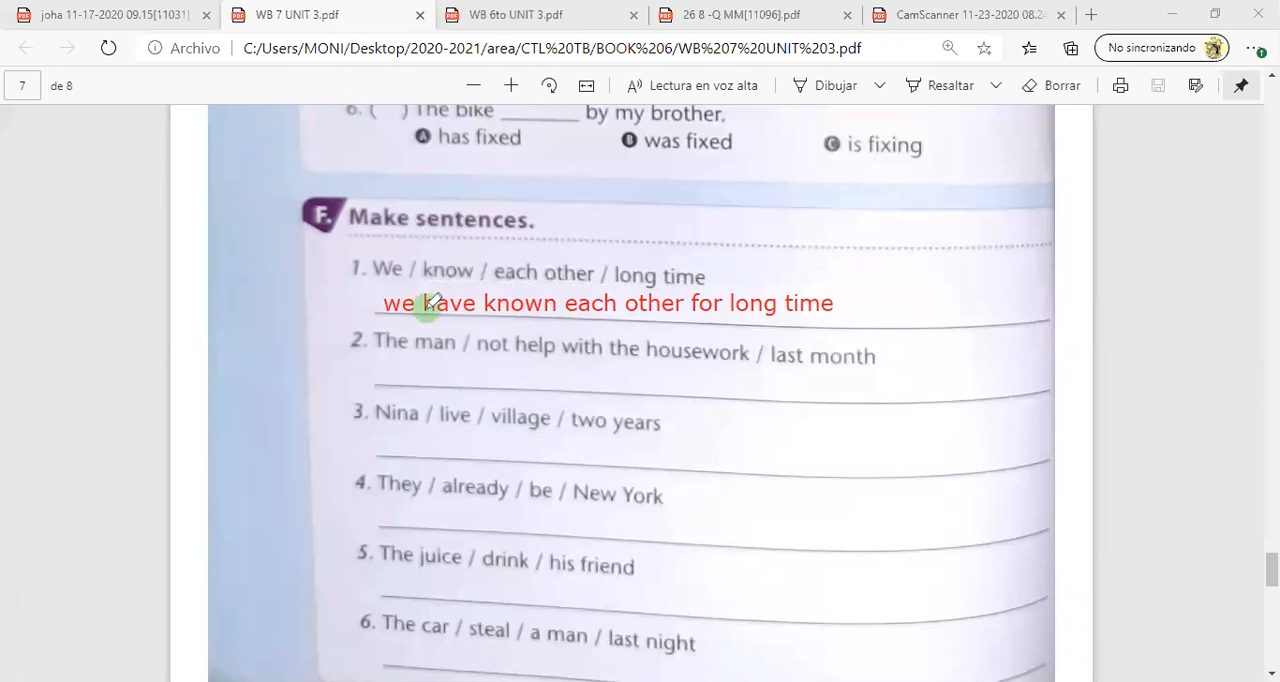 joha 11-17-2020 09.15[11031]
WB 7 UNIT 3.pdf
WB 6to UNIT 3.pdf
26 8 -Q MM[11096].pdf
CamScanner 11-23-2020 08.2
Archivo
C:/Users/MONI/Desktop/2020-2021/area/CTL%20TB/BOOK%206/WB%207%20UNIT%203.pdf
No sincronizando
7 de 8
Lectura en voz alta
Dibujar
Resaltar
Borrar
6. ( ) The bike ________ by my brother.
A has fixed B was fixed C is fixing
F. Make sentences.
1. We / know / each other / long time
we have known each other for long time
2. The man / not help with the housework / last month
3. Nina / live / village / two years
4. They / already / be / New York
5. The juice / drink / his friend
6. The car / steal / a man / last night